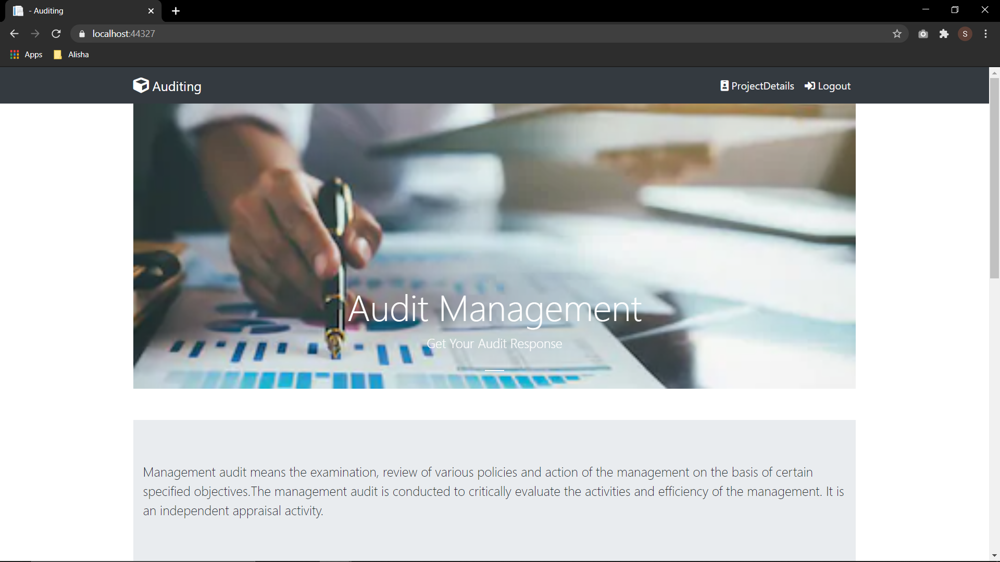 - Auditing
localhost:44327
S
Apps
Alisha
Auditing
ProjectDetails
Logout
Audit Management
Get Your Audit Response
Management audit means the examination, review of various policies and action of the management on the basis of certain
specified objectives.The management audit is conducted to critically evaluate the activities and efficiency of the management. It is
an independent appraisal activity.